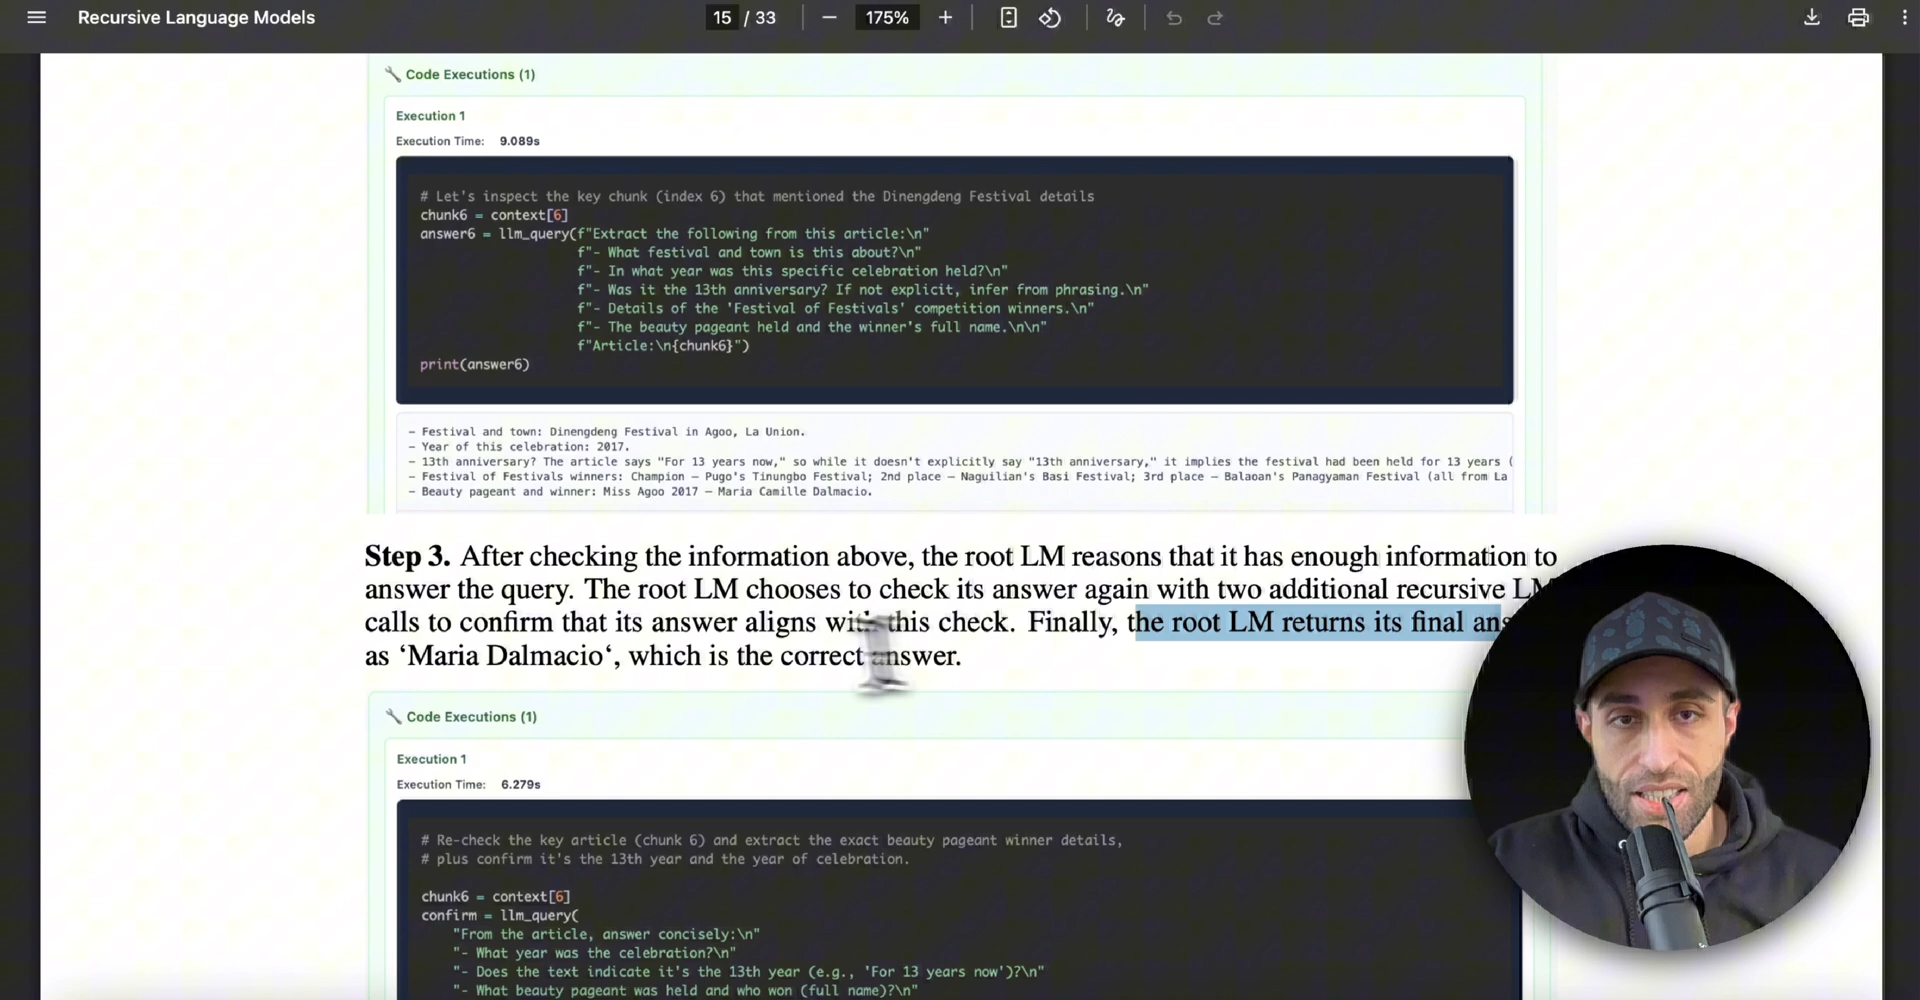 Recursive Language Models
15 / 33
175%
Code Executions (1)
Execution 1
Execution Time: 9.089s
# Let's inspect the key chunk (index 6) that mentioned the Dinengdeng Festival details
chunk6 = context[6]
answer6 = llm_query(f"Extract the following from this article:\n"
f"- What festival and town is this about?\n"
f"- In what year was this specific celebration held?\n"
f"- Was it the 13th anniversary? If not explicit, infer from phrasing.\n"
f"- Details of the 'Festival of Festivals' competition winners.\n"
f"- The beauty pageant held and the winner's full name.\n\n"
f"Article:\n{chunk6}")
print(answer6)
– Festival and town: Dinengdeng Festival in Agoo, La Union.
– Year of this celebration: 2017.
– 13th anniversary? The article says "For 13 years now," so while it doesn't explicitly say "13th anniversary," it implies the festival had been held for 13 years (
– Festival of Festivals winners: Champion – Pugo's Tinungbo Festival; 2nd place – Naguilian's Basi Festival; 3rd place – Balaoan's Panagyaman Festival (all from La
– Beauty pageant and winner: Miss Agoo 2017 – Maria Camille Dalmacio.
Step 3. After checking the information above, the root LM reasons that it has enough information to
answer the query. The root LM chooses to check its answer again with two additional recursive LM
calls to confirm that its answer aligns with this check. Finally, the root LM returns its final ans
as ‘Maria Dalmacio‘, which is the correct answer.
Code Executions (1)
Execution 1
Execution Time: 6.279s
# Re-check the key article (chunk 6) and extract the exact beauty pageant winner details,
# plus confirm it's the 13th year and the year of celebration.
chunk6 = context[6]
confirm = llm_query(
"From the article, answer concisely:\n"
"- What year was the celebration?\n"
"- Does the text indicate it's the 13th year (e.g., 'For 13 years now')?\n"
"- What beauty pageant was held and who won (full name)?\n"